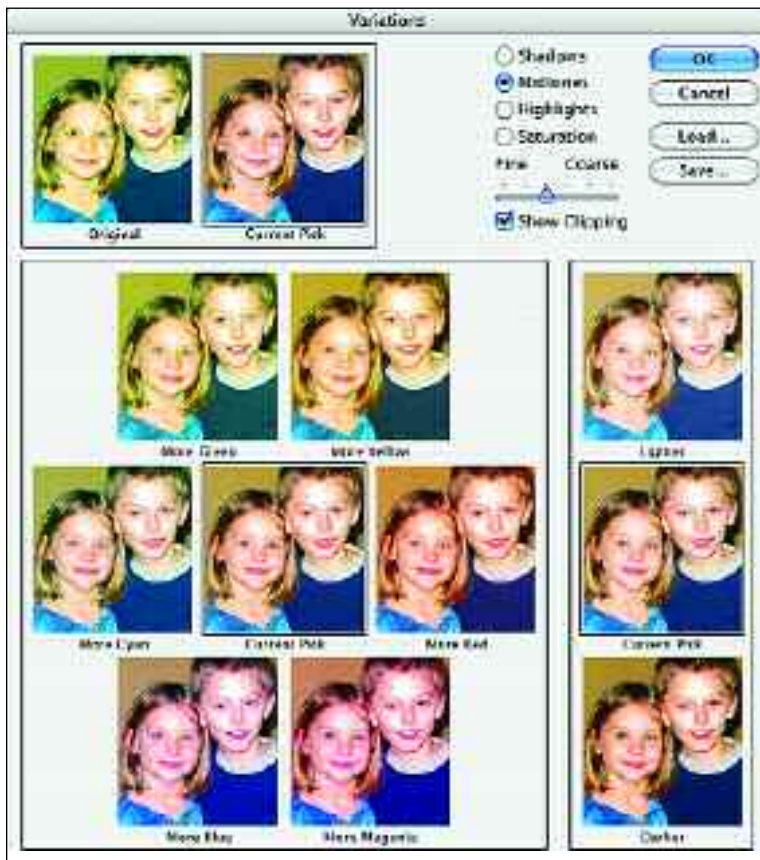 Variations
Original
Current Pick
Shadows
Midtones
Highlights
Saturation
Fine
Coarse
Show Clipping
OK
Cancel
Load...
Save...
More Green
More Yellow
Lighter
More Cyan
Current Pick
More Red
Current Pick
More Blue
More Magenta
Darker